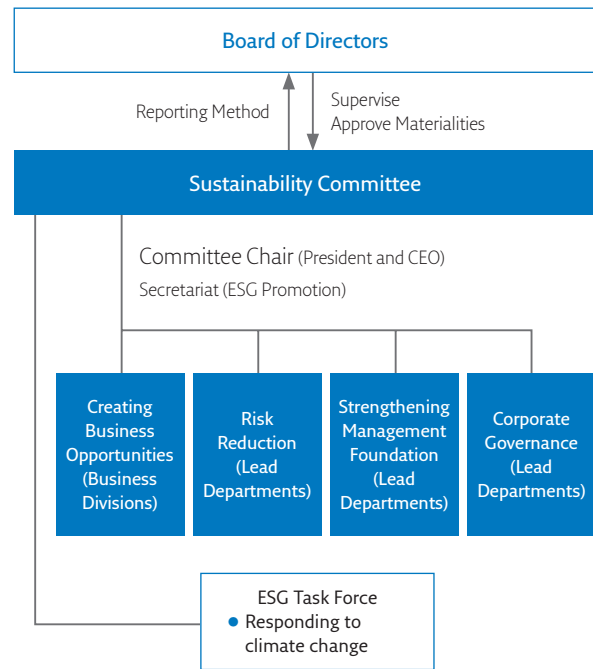 Board of Directors
Reporting Method
Supervise
Approve Materialities
Sustainability Committee
Committee Chair (President and CEO)
Secretariat (ESG Promotion)
Creating
Business
Opportunities
(Business
Divisions)
Risk
Reduction
(Lead
Departments)
Strengthening
Management
Foundation
(Lead
Departments)
Corporate
Governance
(Lead
Departments)
ESG Task Force
● Responding to
climate change